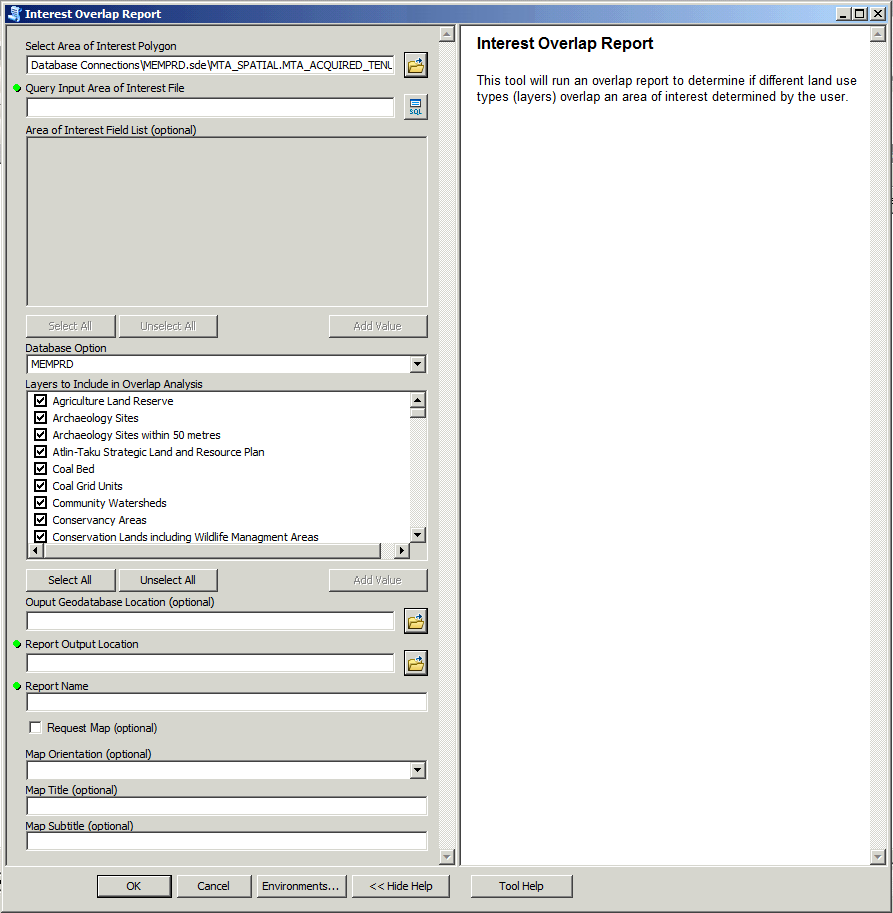 Interest Overlap Report
Select Area of Interest Polygon
Database Connections\MEMPRD.sde\MTA_SPATIAL.MTA_ACQUIRED_TENU
Query Input Area of Interest File
SQL
Area of Interest Field List (optional)
Select All
Unselect All
Add Value
Database Option
MEMPRD
Layers to Include in Overlap Analysis
Agriculture Land Reserve
Archaeology Sites
Archaeology Sites within 50 metres
Atlin-Taku Strategic Land and Resource Plan
Coal Bed
Coal Grid Units
Community Watersheds
Conservancy Areas
Conservation Lands including Wildlife Managment Areas
Select All
Unselect All
Add Value
Ouput Geodatabase Location (optional)
Report Output Location
Report Name
Request Map (optional)
Map Orientation (optional)
Map Title (optional)
Map Subtitle (optional)
OK
Cancel
Environments...
<< Hide Help
Tool Help
Interest Overlap Report
This tool will run an overlap report to determine if different land use
types (layers) overlap an area of interest determined by the user.